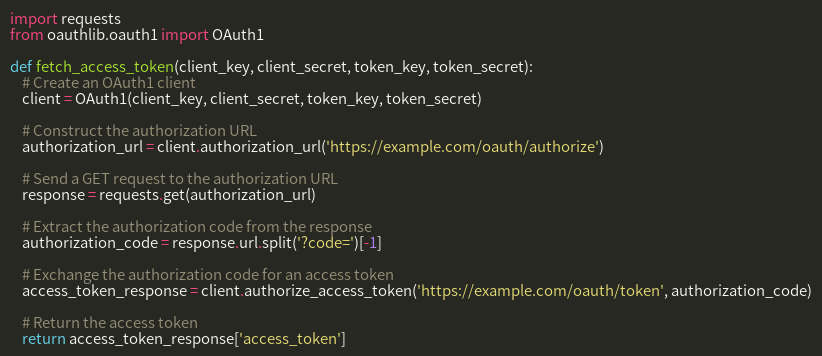 import requests
from oauthlib.oauth1 import OAuth1

def fetch_access_token(client_key, client_secret, token_key, token_secret):
    # Create an OAuth1 client
    client = OAuth1(client_key, client_secret, token_key, token_secret)

    # Construct the authorization URL
    authorization_url = client.authorization_url('https://example.com/oauth/authorize')

    # Send a GET request to the authorization URL
    response = requests.get(authorization_url)

    # Extract the authorization code from the response
    authorization_code = response.url.split('?code=')[-1]

    # Exchange the authorization code for an access token
    access_token_response = client.authorize_access_token('https://example.com/oauth/token', authorization_code)

    # Return the access token
    return access_token_response['access_token']